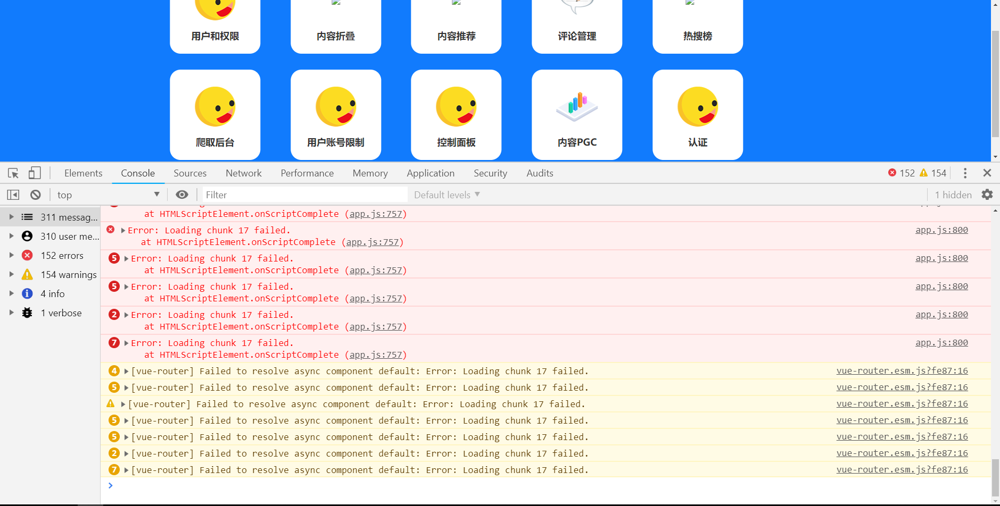 用户和权限
内容折叠
内容推荐
评论管理
热搜榜
爬取后台
用户账号限制
控制面板
内容PGC
认证
Elements Console Sources Network Performance Memory Application Security Audits 152 154
top Filter Default levels 1 hidden
311 messag...
310 user me...
152 errors
154 warnings
4 info
1 verbose
at HTMLScriptElement.onScriptComplete (app.js:757)
Error: Loading chunk 17 failed. app.js:800
at HTMLScriptElement.onScriptComplete (app.js:757)
5 Error: Loading chunk 17 failed. app.js:800
at HTMLScriptElement.onScriptComplete (app.js:757)
5 Error: Loading chunk 17 failed. app.js:800
at HTMLScriptElement.onScriptComplete (app.js:757)
2 Error: Loading chunk 17 failed. app.js:800
at HTMLScriptElement.onScriptComplete (app.js:757)
7 Error: Loading chunk 17 failed. app.js:800
at HTMLScriptElement.onScriptComplete (app.js:757)
4 [vue-router] Failed to resolve async component default: Error: Loading chunk 17 failed. vue-router.esm.js?fe87:16
5 [vue-router] Failed to resolve async component default: Error: Loading chunk 17 failed. vue-router.esm.js?fe87:16
[vue-router] Failed to resolve async component default: Error: Loading chunk 17 failed. vue-router.esm.js?fe87:16
5 [vue-router] Failed to resolve async component default: Error: Loading chunk 17 failed. vue-router.esm.js?fe87:16
5 [vue-router] Failed to resolve async component default: Error: Loading chunk 17 failed. vue-router.esm.js?fe87:16
2 [vue-router] Failed to resolve async component default: Error: Loading chunk 17 failed. vue-router.esm.js?fe87:16
7 [vue-router] Failed to resolve async component default: Error: Loading chunk 17 failed. vue-router.esm.js?fe87:16